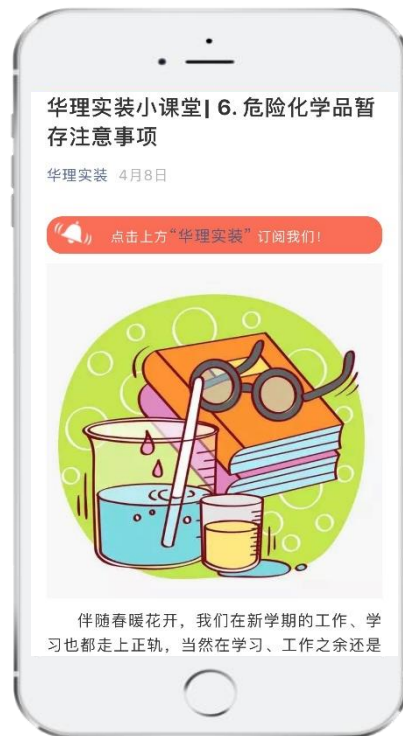 华理实装小课堂| 6. 危险化学品暂
存注意事项
华理实装 4月8日
点击上方“华理实装”订阅我们!
伴随春暖花开，我们在新学期的工作、学
习也都走上正轨，当然在学习、工作之余还是